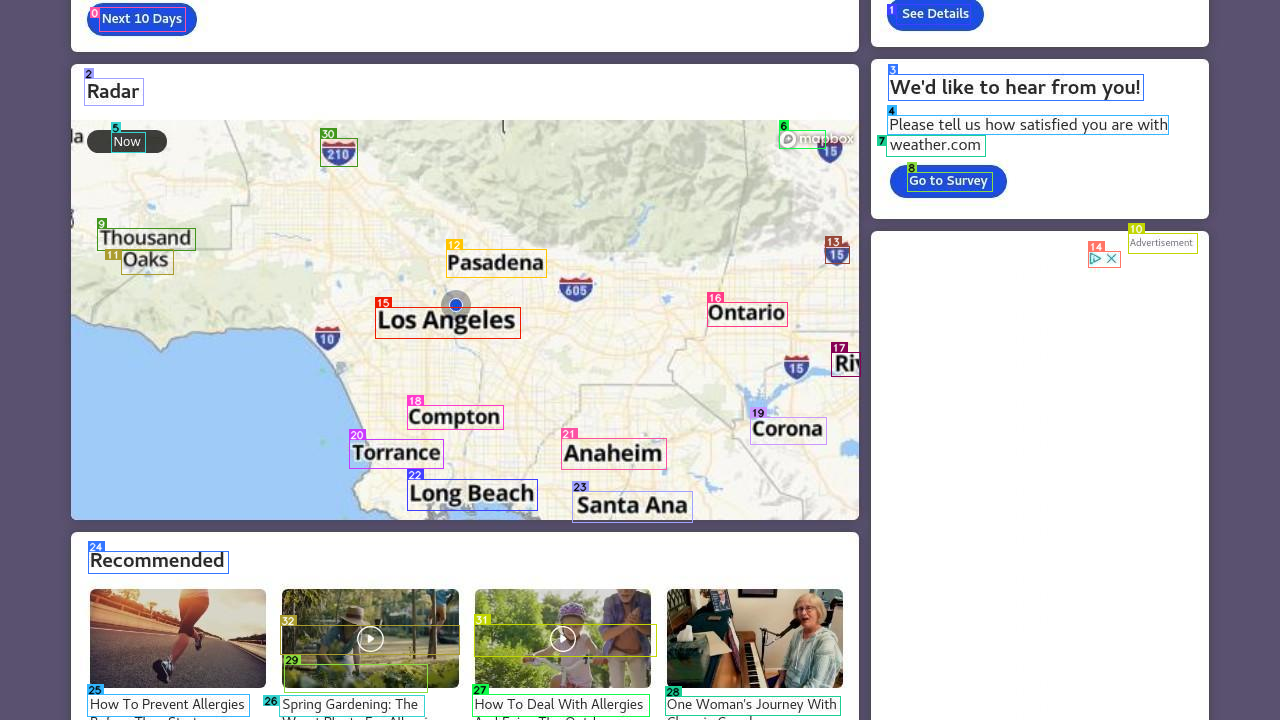 Next 10 Days
See Details
Radar
Now
210
mapbox
15
Thousand
Oaks
Pasadena
15
605
Los Angeles
Ontario
10
15
Compton
Corona
Torrance
Anaheim
Long Beach
Santa Ana
We'd like to hear from you!
Please tell us how satisfied you are with
weather.com
Go to Survey
Advertisement
Recommended
How To Prevent Allergies
Spring Gardening: The
How To Deal With Allergies
One Woman's Journey With
0
1
2
3
4
5
6
7
8
9
10
11
12
13
14
15
16
17
18
19
20
21
22
23
24
25
26
27
28
29
30
31
32